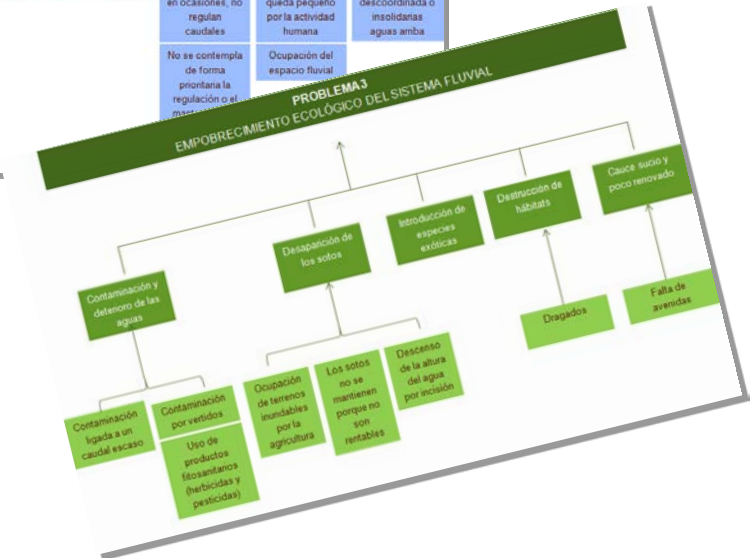 en ocasiones, no
regulan
caudales
queda pequeño
por la actividad
humana
descoordinada o
insolidarias
aguas arriba
No se contempla
de forma
prioritaria la
regulación o el
Ocupación del
espacio fluvial
PROBLEMA3
EMPOBRECIMIENTO ECOLÓGICO DEL SISTEMA FLUVIAL
Contaminación y
deterioro de las
aguas
Desaparición de
los sotos
Introducción de
especies
exóticas
Destrucción de
hábitats
Cauce sucio y
poco renovado
Contaminación
ligada a un
caudal escaso
Contaminación
por vertidos
Uso de
productos
fitosanitarios
(herbicidas y
pesticidas)
Ocupación
de terrenos
inundables
por la
agricultura
Los sotos
no se
mantienen
porque no
son
rentables
Descenso
de la altura
del agua
por incisión
Dragados
Falta de
avenidas